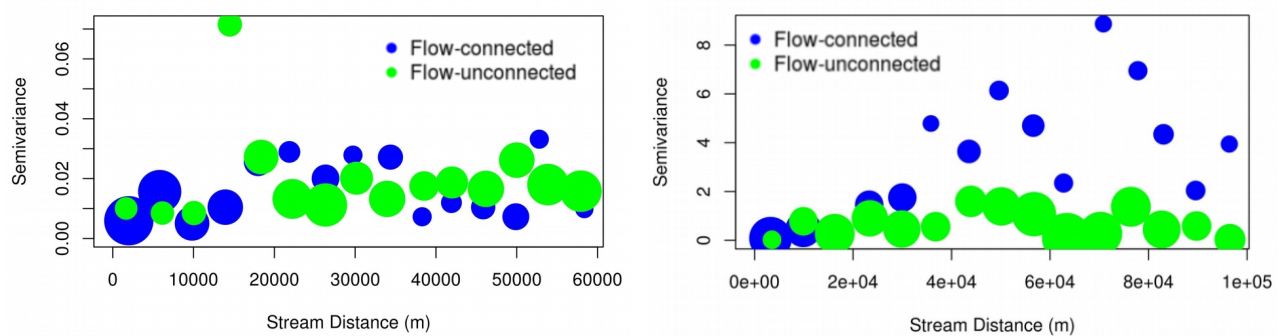 Semivariance
0.00 0.02 0.04 0.06
Flow-connected
Flow-unconnected
0 10000 20000 30000 40000 50000 60000
Stream Distance (m)
Semivariance
0 2 4 6 8
Flow-connected
Flow-unconnected
0e+00 2e+04 4e+04 6e+04 8e+04 1e+05
Stream Distance (m)